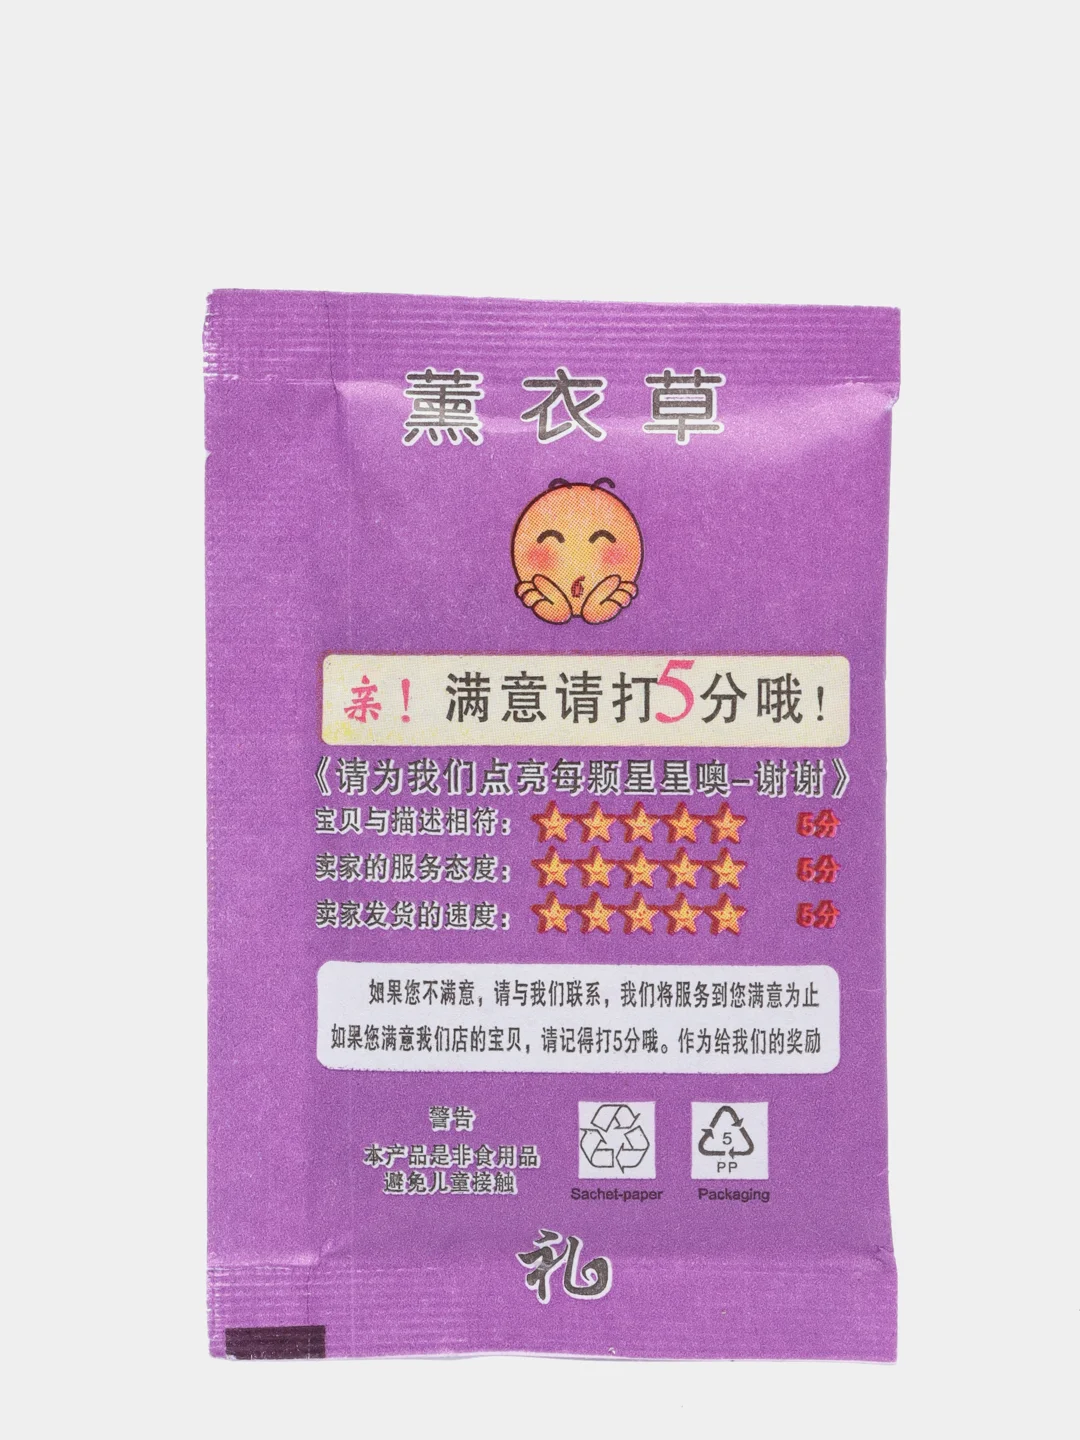 薰衣草
亲！满意请打5分哦！
《请为我们点亮每颗星星噢-谢谢》
宝贝与描述相符： 5分
卖家的服务态度： 5分
卖家发货的速度： 5分
如果您不满意，请与我们联系，我们将服务到您满意为止
如果您满意我们店的宝贝，请记得打5分哦。作为给我们的奖励
警告
本产品是非食用品
避免儿童接触
5
PP
Sachet-paper
Packaging
礼